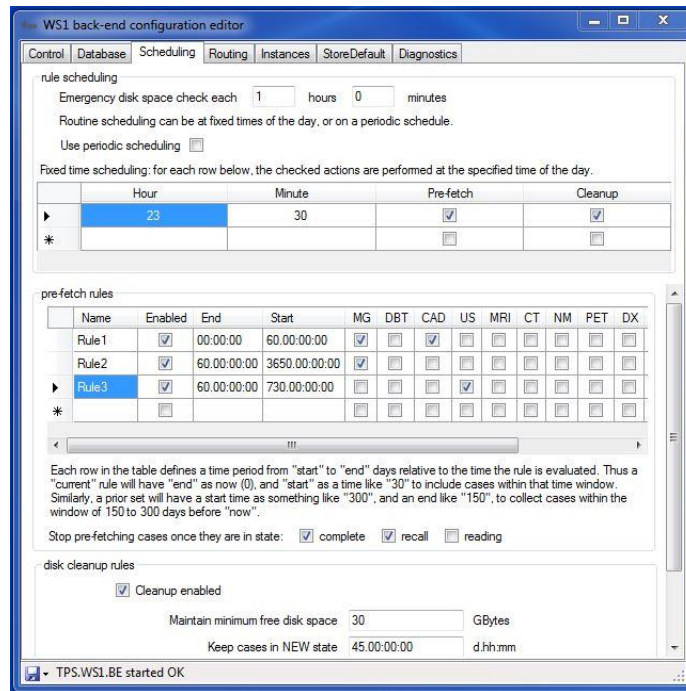 WS1 back-end configuration editor
Control Database Scheduling Routing Instances StoreDefault Diagnostics
rule scheduling
Emergency disk space check each 1 hours 0 minutes
Routine scheduling can be at fixed times of the day, or on a periodic schedule.
Use periodic scheduling
Fixed time scheduling: for each row below, the checked actions are performed at the specified time of the day.
Hour Minute Pre-fetch Cleanup
23 30
pre-fetch rules
Name Enabled End Start MG DBT CAD US MRI CT NM PET DX
Rule1 00:00:00 60.00:00:00
Rule2 60.00:00:00 3650.00:00:00
Rule3 60.00:00:00 730.00:00:00
Each row in the table defines a time period from "start" to "end" days relative to the time the rule is evaluated. Thus a
"current" rule will have "end" as now (0), and "start" as a time like "30" to include cases within that time window.
Similarly, a prior set will have a start time as something like "300", and an end like "150", to collect cases within the
window of 150 to 300 days before "now".
Stop pre-fetching cases once they are in state: complete recall reading
disk cleanup rules
Cleanup enabled
Maintain minimum free disk space 30 GBytes
Keep cases in NEW state 45.00:00:00 d.hh:mm
TPS.WS1.BE started OK